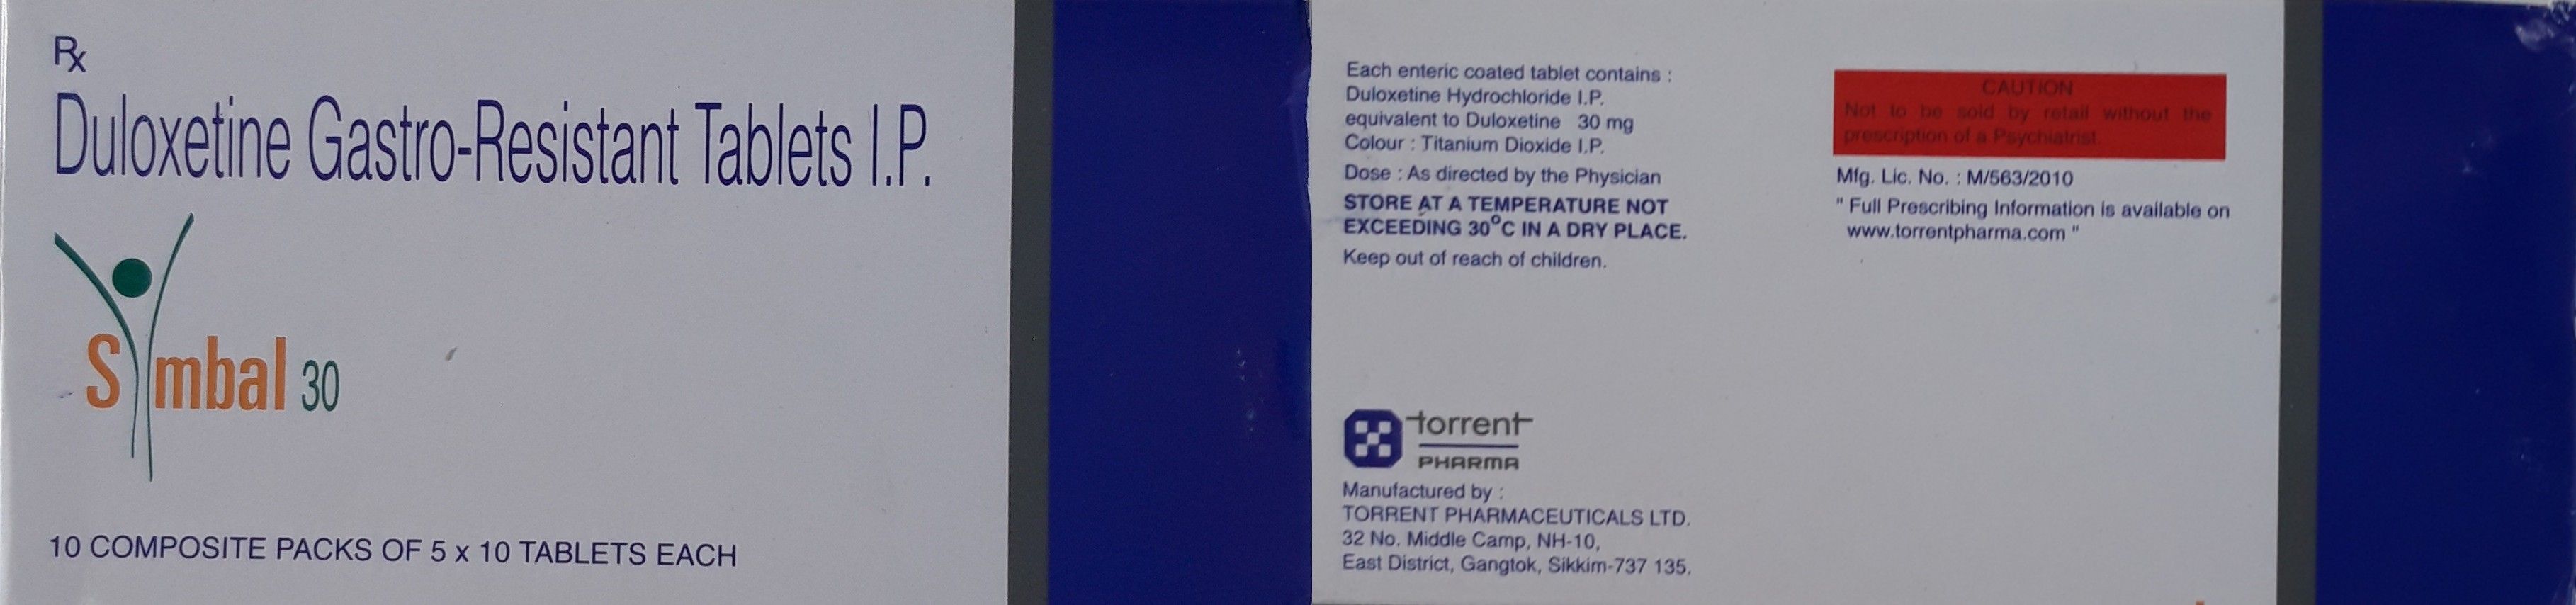 Rx
Duloxetine Gastro-Resistant Tablets I.P.
Symbal 30
10 COMPOSITE PACKS OF 5 x 10 TABLETS EACH
Each enteric coated tablet contains :
Duloxetine Hydrochloride I.P.
equivalent to Duloxetine 30 mg
Colour : Titanium Dioxide I.P.
Dose : As directed by the Physician
STORE AT A TEMPERATURE NOT
EXCEEDING 30°C IN A DRY PLACE.
Keep out of reach of children.
torrent
PHARMA
Manufactured by :
TORRENT PHARMACEUTICALS LTD.
32 No. Middle Camp, NH-10,
East District, Gangtok, Sikkim-737 135.
CAUTION
Not to be sold by retail without the
prescription of a Psychiatrist.
Mfg. Lic. No. : M/563/2010
" Full Prescribing Information is available on
www.torrentpharma.com "